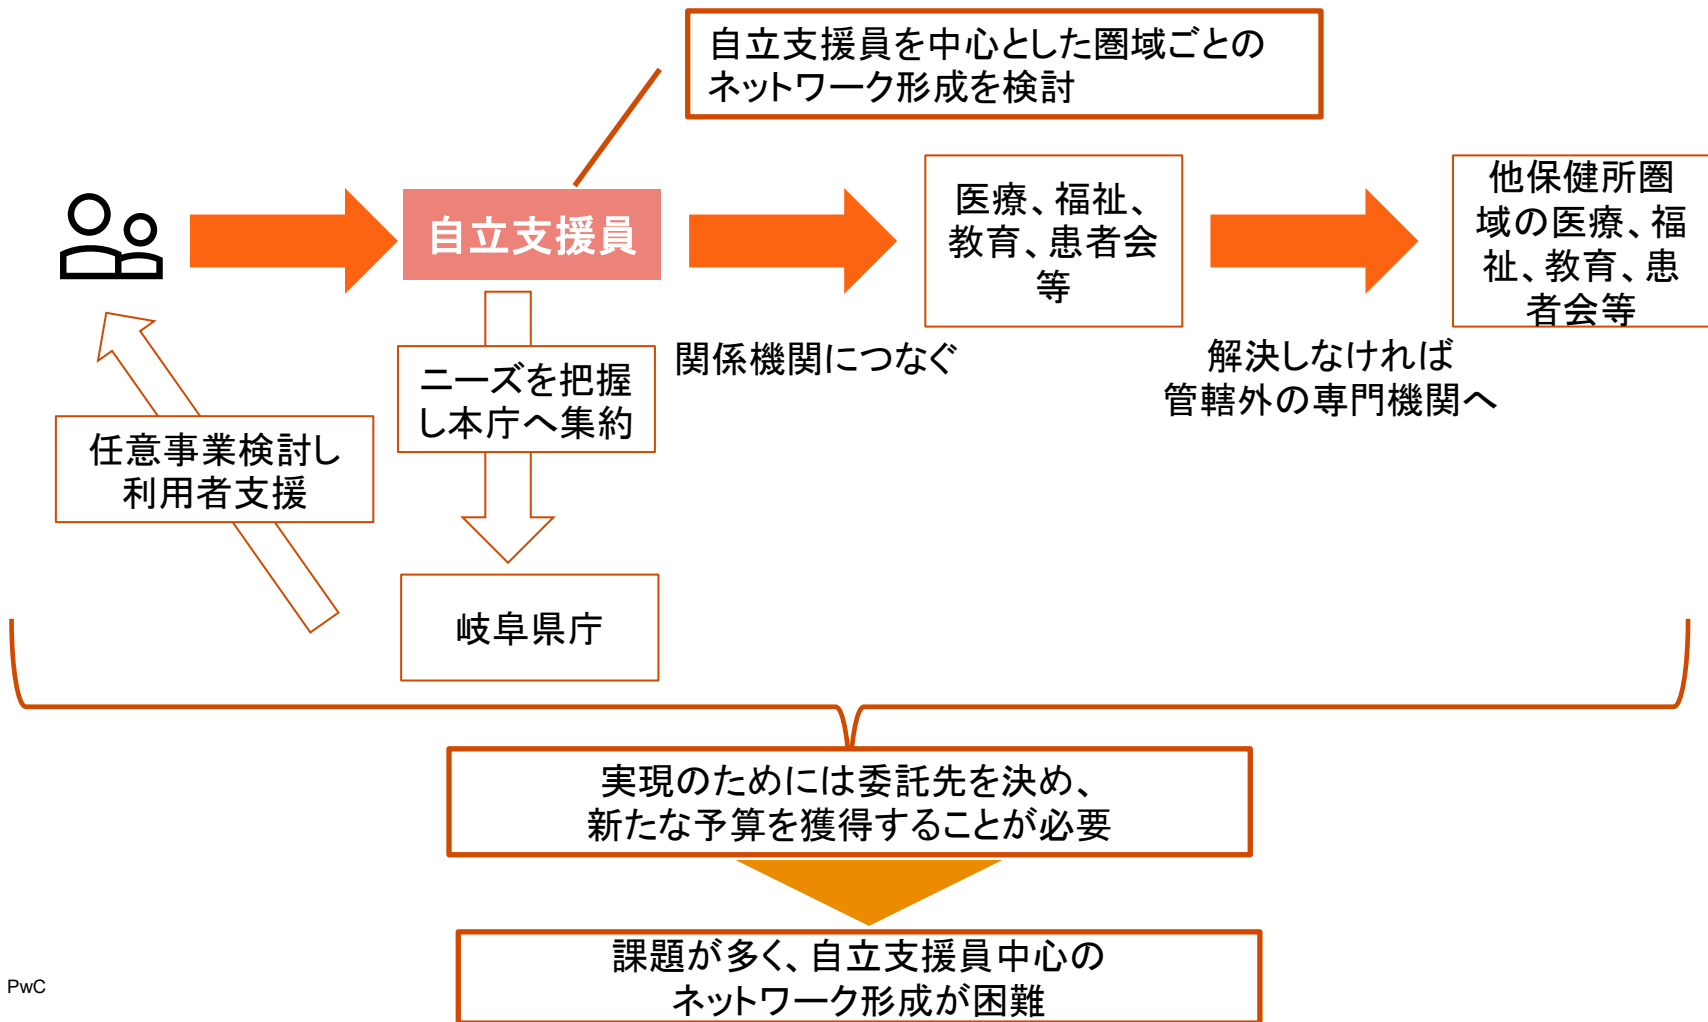 自立支援員を中心とした圏域ごとの
ネットワーク形成を検討
自立支援員
医療、福祉、
教育、患者会
等
他保健所圏
域の医療、福
祉、教育、患
者会等
関係機関につなぐ
解決しなければ
管轄外の専門機関へ
ニーズを把握
し本庁へ集約
任意事業検討し
利用者支援
岐阜県庁
実現のためには委託先を決め、
新たな予算を獲得することが必要
課題が多く、自立支援員中心の
ネットワーク形成が困難
PwC